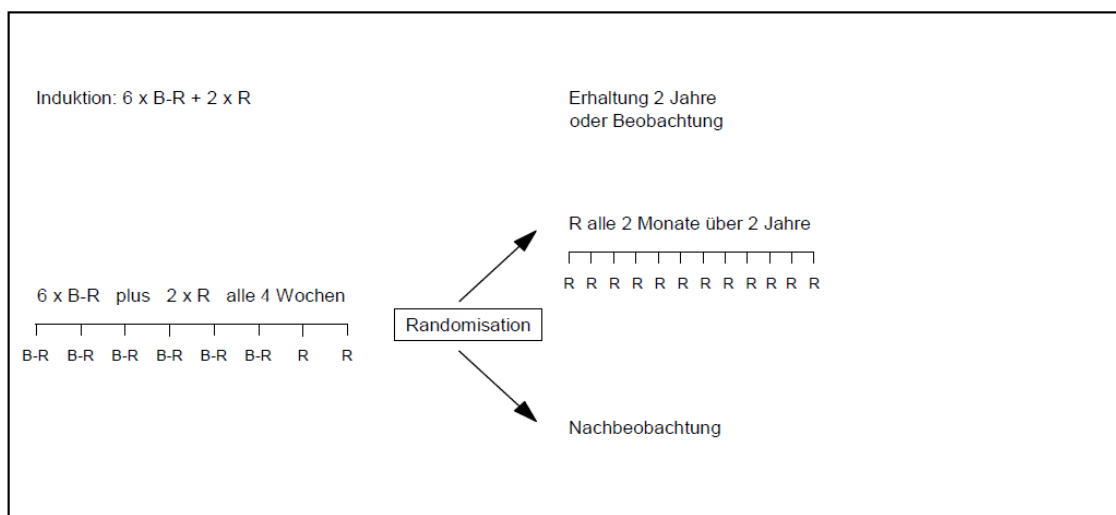 Induktion: 6 x B-R + 2 x R
Erhaltung 2 Jahre
oder Beobachtung
R alle 2 Monate über 2 Jahre
R R R R R R R R R R R R
6 x B-R plus 2 x R alle 4 Wochen
B-R B-R B-R B-R B-R B-R R R
Randomisation
Nachbeobachtung